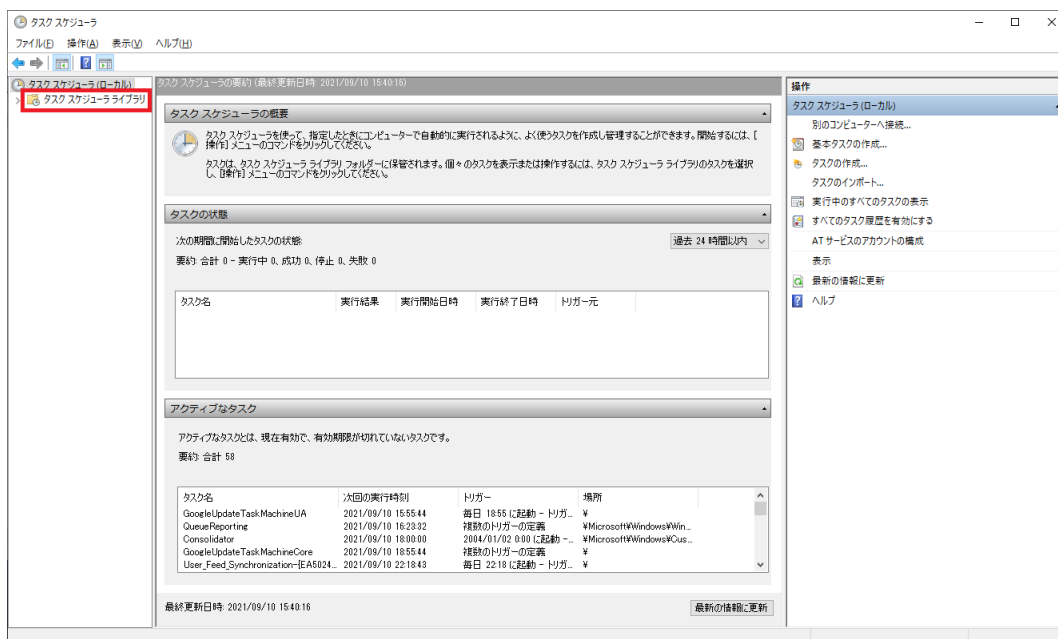 タスク スケジューラ
ファイル(F) 操作(A) 表示(V) ヘルプ(H)
タスク スケジューラ (ローカル)
タスク スケジューラ ライブラリ
タスク スケジューラの要約 (最終更新日時: 2021/09/10 15:40:16)
タスク スケジューラの概要
タスク スケジューラを使って、指定したときにコンピューターで自動的に実行されるように、よく使うタスクを作成し管理することができます。開始するには、[
操作] メニューのコマンドをクリックしてください。
タスクは、タスク スケジューラ ライブラリ フォルダーに保管されます。個々のタスクを表示または操作するには、タスク スケジューラ ライブラリのタスクを選択
し、[操作] メニューのコマンドをクリックしてください。
タスクの状態
次の期間に開始したタスクの状態:
過去 24 時間以内
要約: 合計 0 - 実行中 0、成功 0、停止 0、失敗 0
タスク名 実行結果 実行開始日時 実行終了日時 トリガー元
アクティブなタスク
アクティブなタスクとは、現在有効で、有効期限が切れていないタスクです。
要約: 合計 58
タスク名 次回の実行時刻 トリガー 場所
GoogleUpdateTaskMachineUA 2021/09/10 15:55:44 毎日 18:55 に起動 - トリガ... ¥
QueueReporting 2021/09/10 16:23:32 複数のトリガーの定義 ¥Microsoft¥Windows¥Win...
Consolidator 2021/09/10 18:00:00 2004/01/02 0:00 に起動 -... ¥Microsoft¥Windows¥Cus...
GoogleUpdateTaskMachineCore 2021/09/10 18:55:44 複数のトリガーの定義 ¥
User_Feed_Synchronization-{EA5024... 2021/09/10 22:18:43 毎日 22:18 に起動 - トリガ... ¥
最終更新日時: 2021/09/10 15:40:16
最新の情報に更新
操作
タスク スケジューラ (ローカル)
別のコンピューターへ接続...
基本タスクの作成...
タスクの作成...
タスクのインポート...
実行中のすべてのタスクの表示
すべてのタスク履歴を有効にする
AT サービスのアカウントの構成
表示
最新の情報に更新
ヘルプ